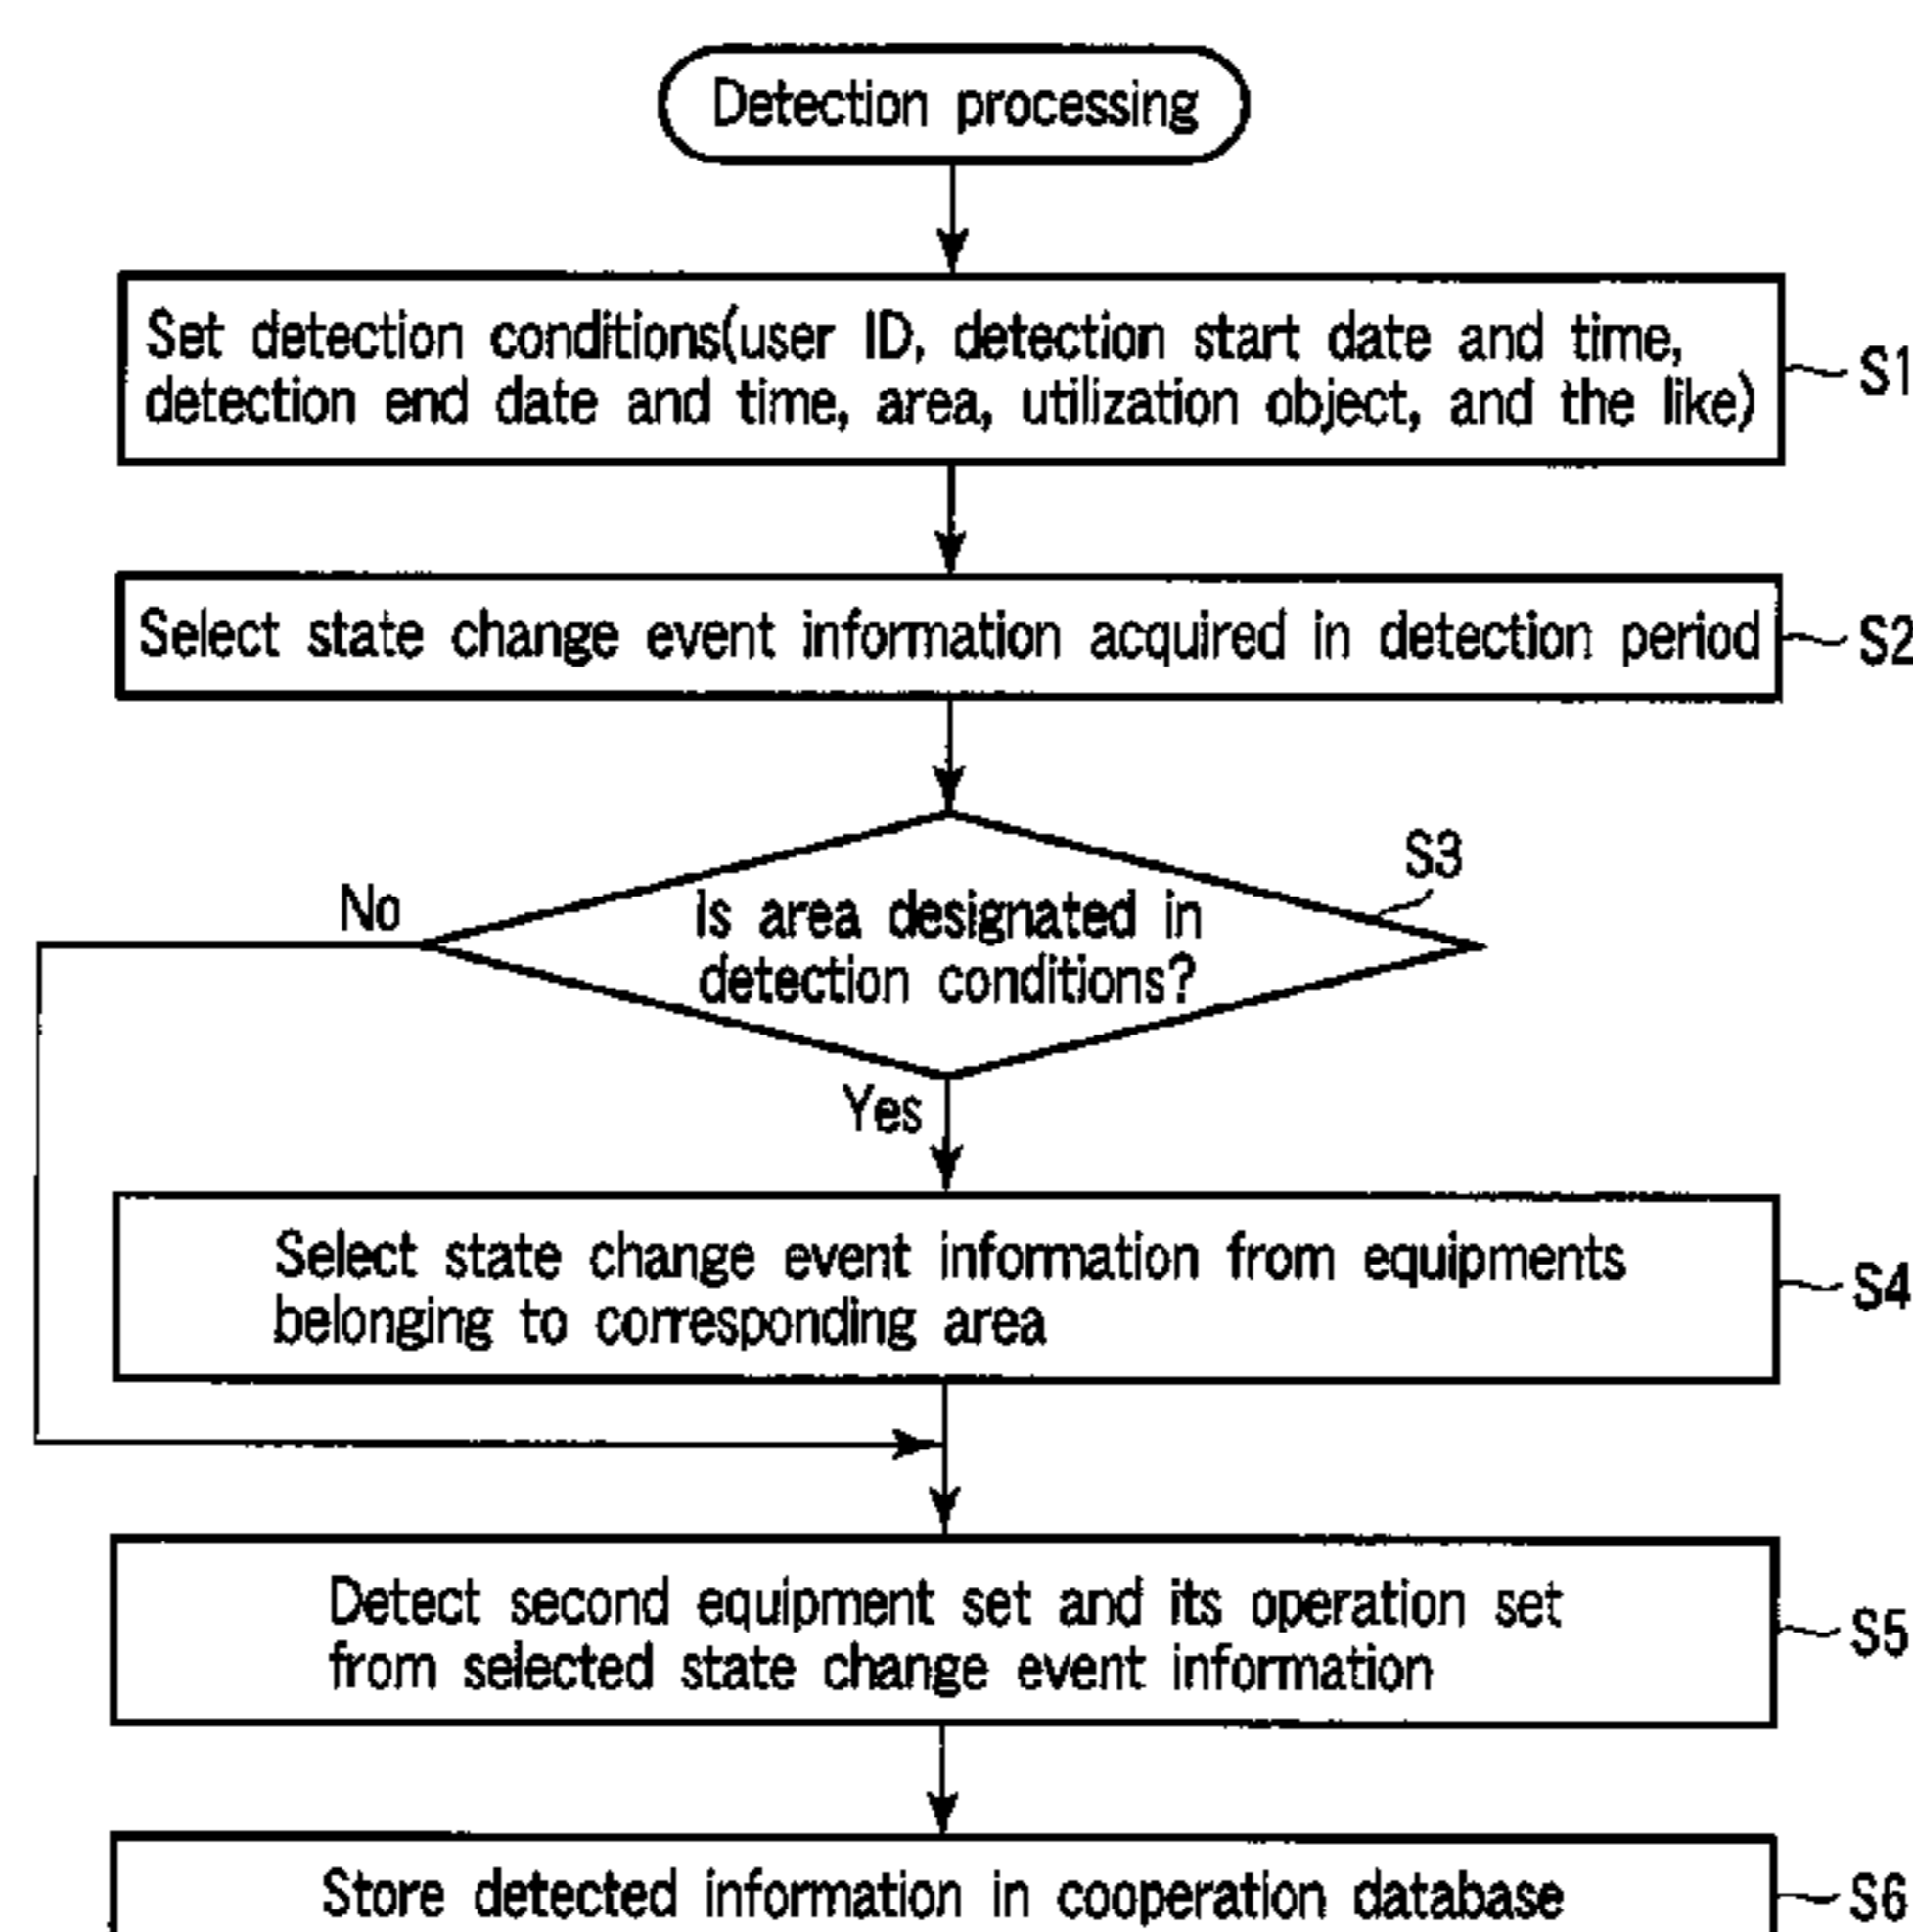 Detection processing
Set detection conditions(user ID, detection start date and time,
detection end date and time, area, utilization object, and the like)
S1
Select state change event information acquired in detection period
S2
S3
No
Is area designated in
detection conditions?
Yes
Select state change event information from equipments
belonging to corresponding area
S4
Detect second equipment set and its operation set
from selected state change event information
S5
Store detected information in cooperation database
S6